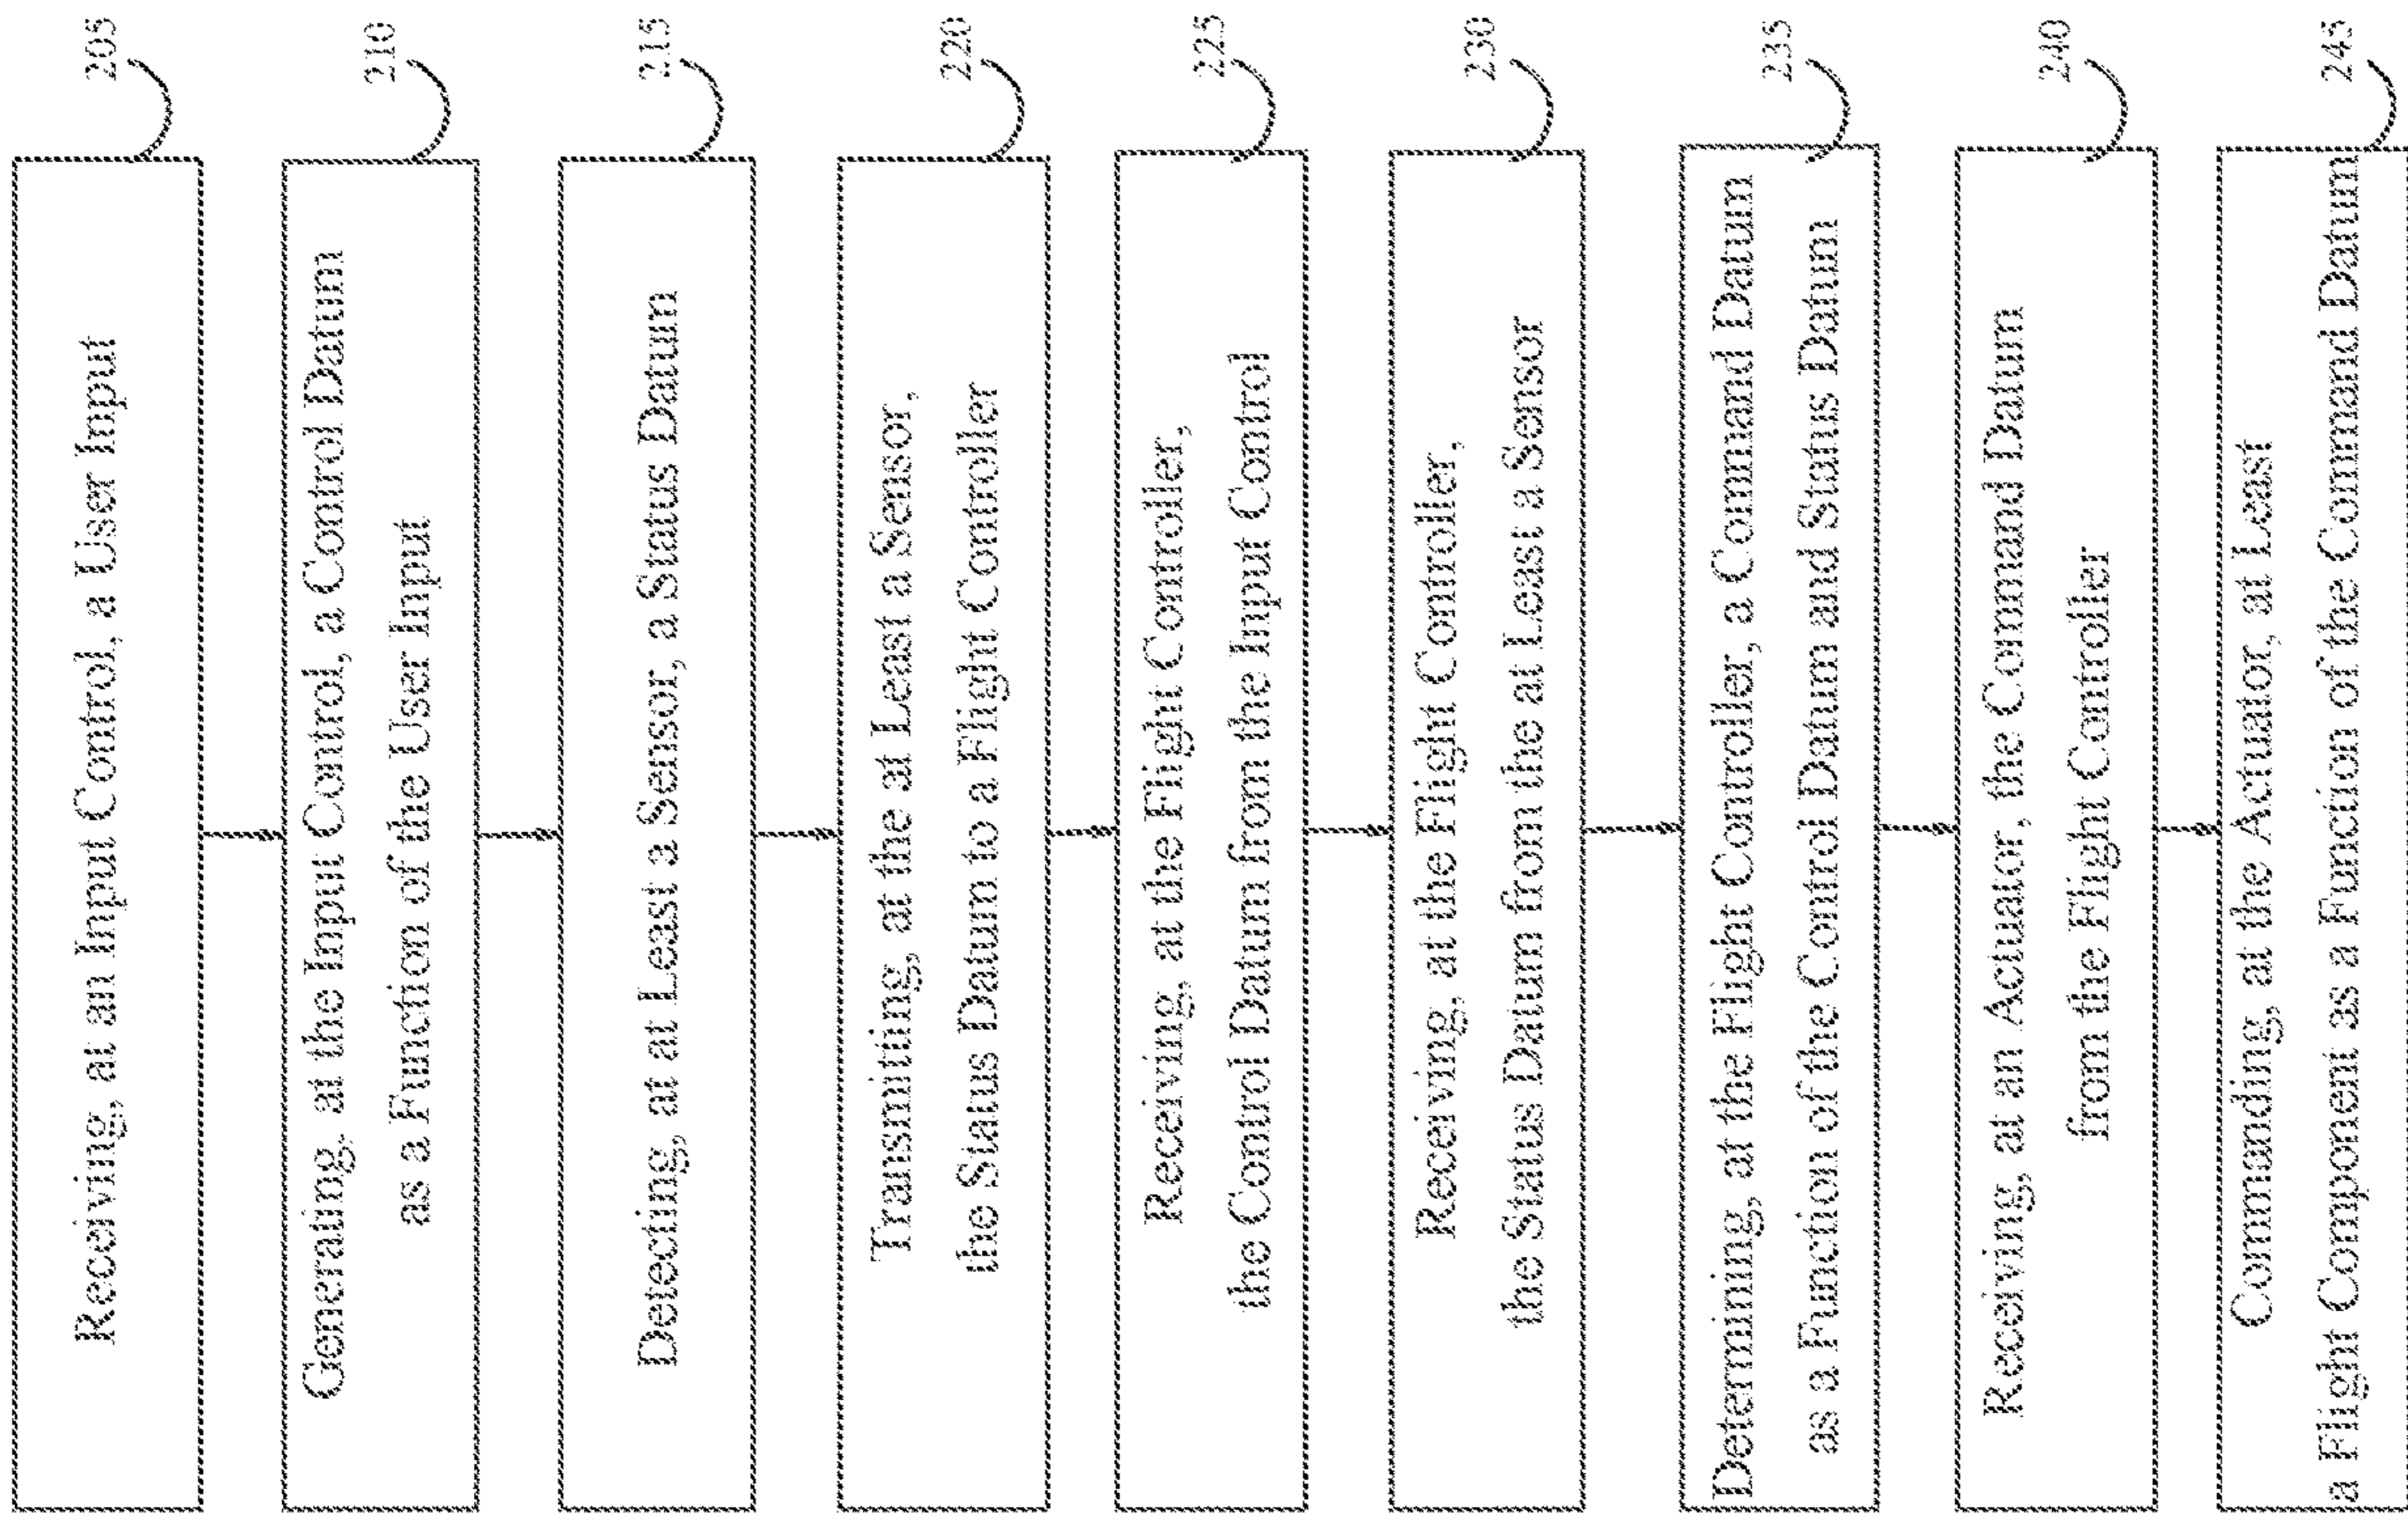 205
Receiving, at an Input Control, a User Input
210
Generating, at the Input Control, a Control Datum
as a Function of the User Input
215
Detecting, at at Least a Sensor, a Status Datum
220
Transmitting, at the at Least a Sensor,
the Status Datum to a Flight Controller
225
Receiving, at the Flight Controller,
the Control Datum from the Input Control
230
Receiving, at the Flight Controller,
the Status Datum from the at Least a Sensor
235
Determining, at the Flight Controller, a Command Datum
as a Function of the Control Datum and Status Datum
240
Receiving, at an Actuator, the Command Datum
from the Flight Controller
245
Commanding, at the Actuator, at Least
a Flight Component as a Function of the Command Datum